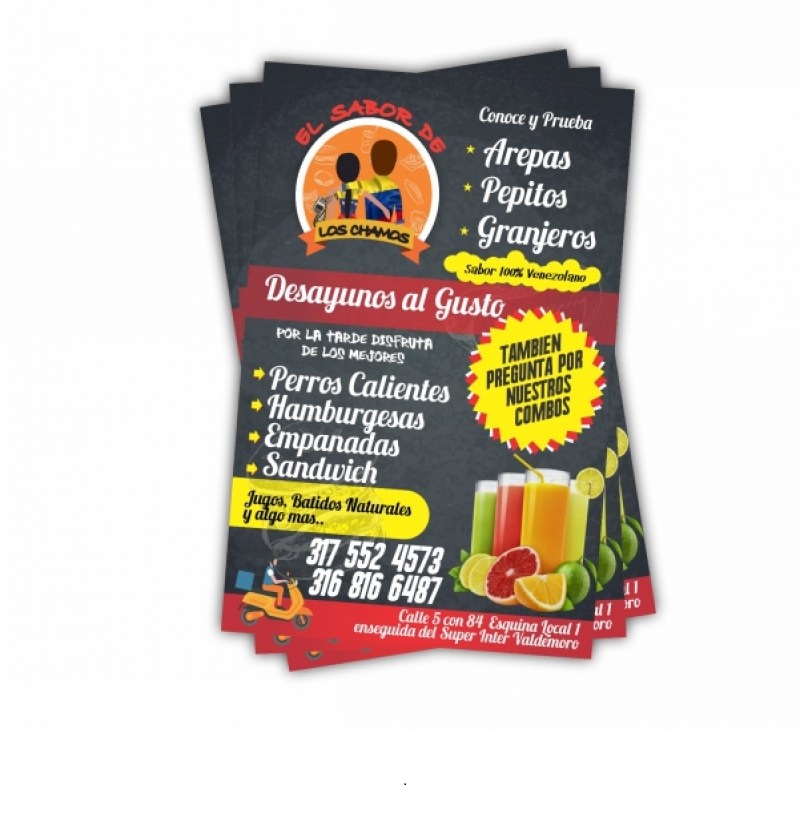 EL SABOR DE
LOS CHAMOS
Conoce y Prueba
Arepas
Pepitos
Granjeros
Sabor 100% Venezolano
Desayunos al Gusto
POR LA TARDE DISFRUTA
DE LOS MEJORES
Perros Calientes
Hamburgesas
Empanadas
Sandwich
TAMBIEN
PREGUNTA POR
NUESTROS
COMBOS
Jugos, Batidos Naturales
y algo mas..
317 552 4573
316 816 6487
Calle 5 con 84 Esquina Local 1
enseguida del Super Inter Valdemoro